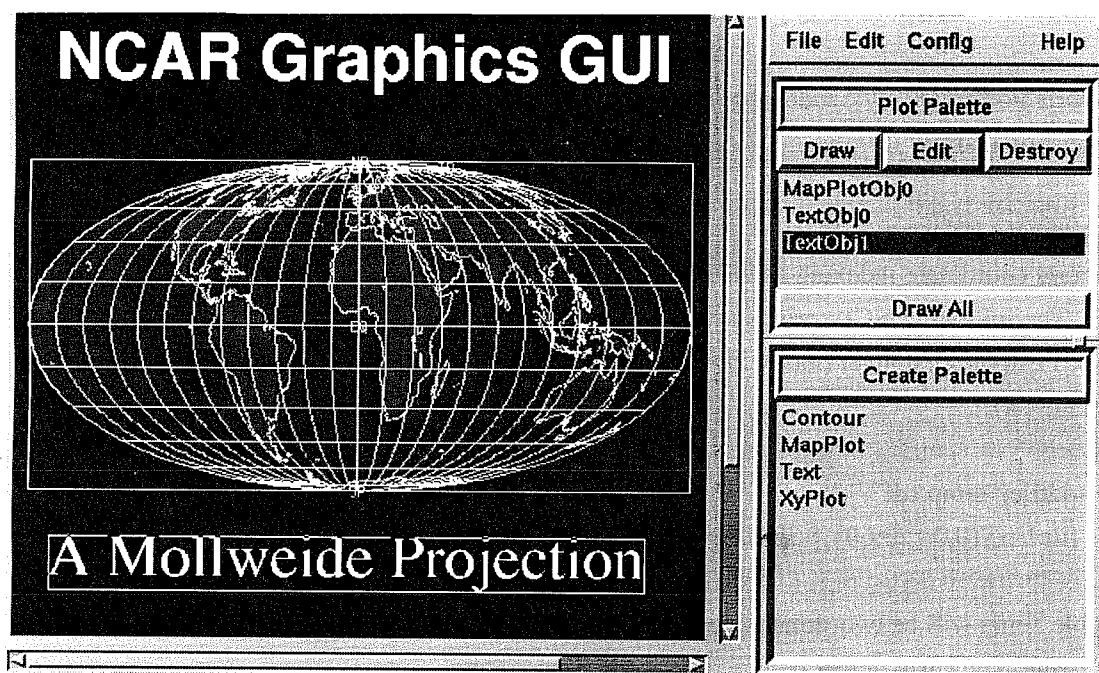 NCAR Graphics GUI
A Mollweide Projection
File Edit Config Help
Plot Palette
Draw Edit Destroy
MapPlotObj0
TextObj0
TextObj1
Draw All
Create Palette
Contour
MapPlot
Text
XyPlot